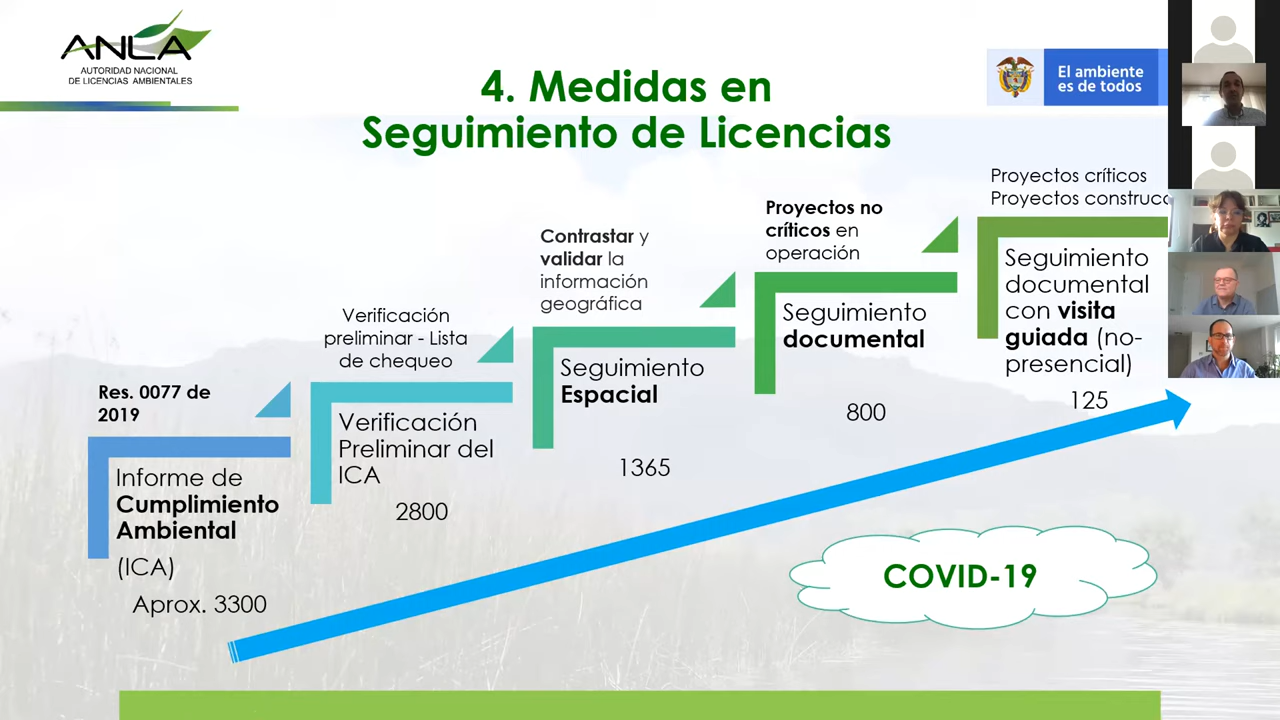 ANLA
AUTORIDAD NACIONAL
DE LICENCIAS AMBIENTALES
4. Medidas en
Seguimiento de Licencias
El ambiente
es de todos
Res. 0077 de
2019
Informe de
Cumplimiento
Ambiental
(ICA)
Aprox. 3300
Verificación
preliminar - Lista
de chequeo
Verificación
Preliminar del
ICA
2800
Contrastar y
validar la
información
geográfica
Seguimiento
Espacial
1365
Proyectos no
críticos en
operación
Seguimiento
documental
800
Proyectos críticos
Proyectos construcc
Seguimiento
documental
con visita
guiada (no-
presencial)
125
COVID-19